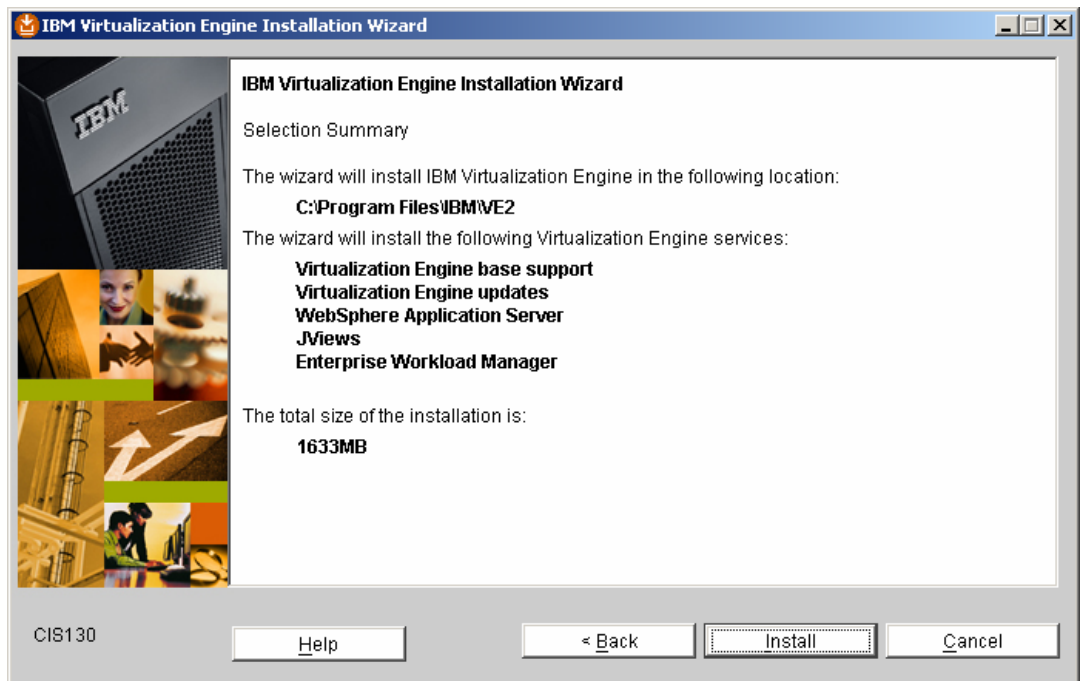 IBM Virtualization Engine Installation Wizard
IBM
IBM Virtualization Engine Installation Wizard
Selection Summary
The wizard will install IBM Virtualization Engine in the following location:
C:\Program Files\IBM\VE2
The wizard will install the following Virtualization Engine services:
Virtualization Engine base support
Virtualization Engine updates
WebSphere Application Server
JViews
Enterprise Workload Manager
The total size of the installation is:
1633MB
CIS130
Help
< Back
Install
Cancel